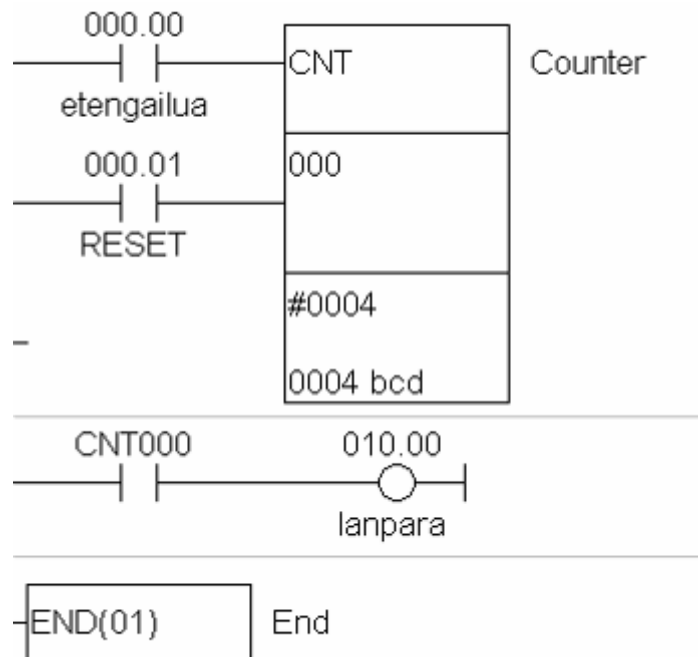 000.00
CNT Counter
etengailua
000.01
000
RESET
#0004
0004 bcd
CNT000 010.00
lanpara
END(01) End